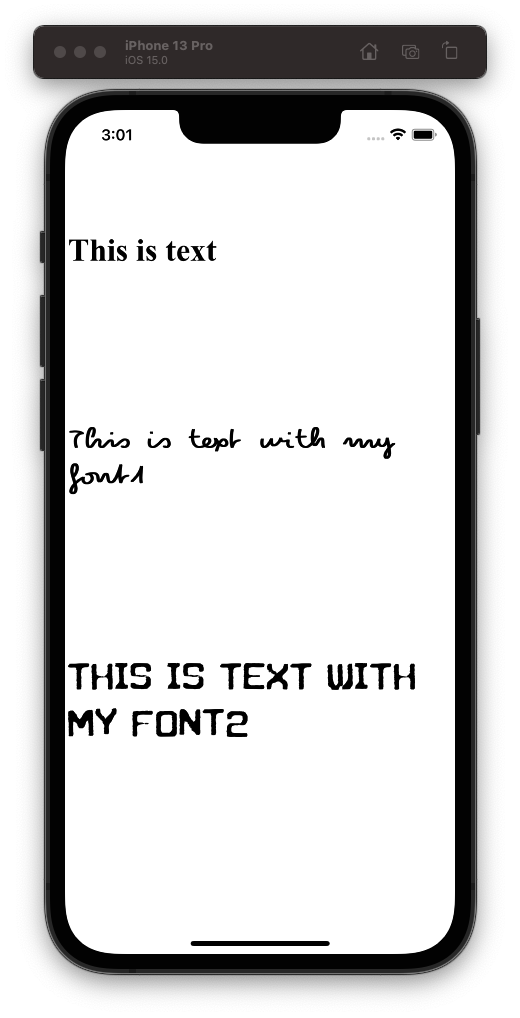 iPhone 13 Pro
iOS 15.0
3:01
This is text
This is text with my
font1
THIS IS TEXT WITH
MY FONT2